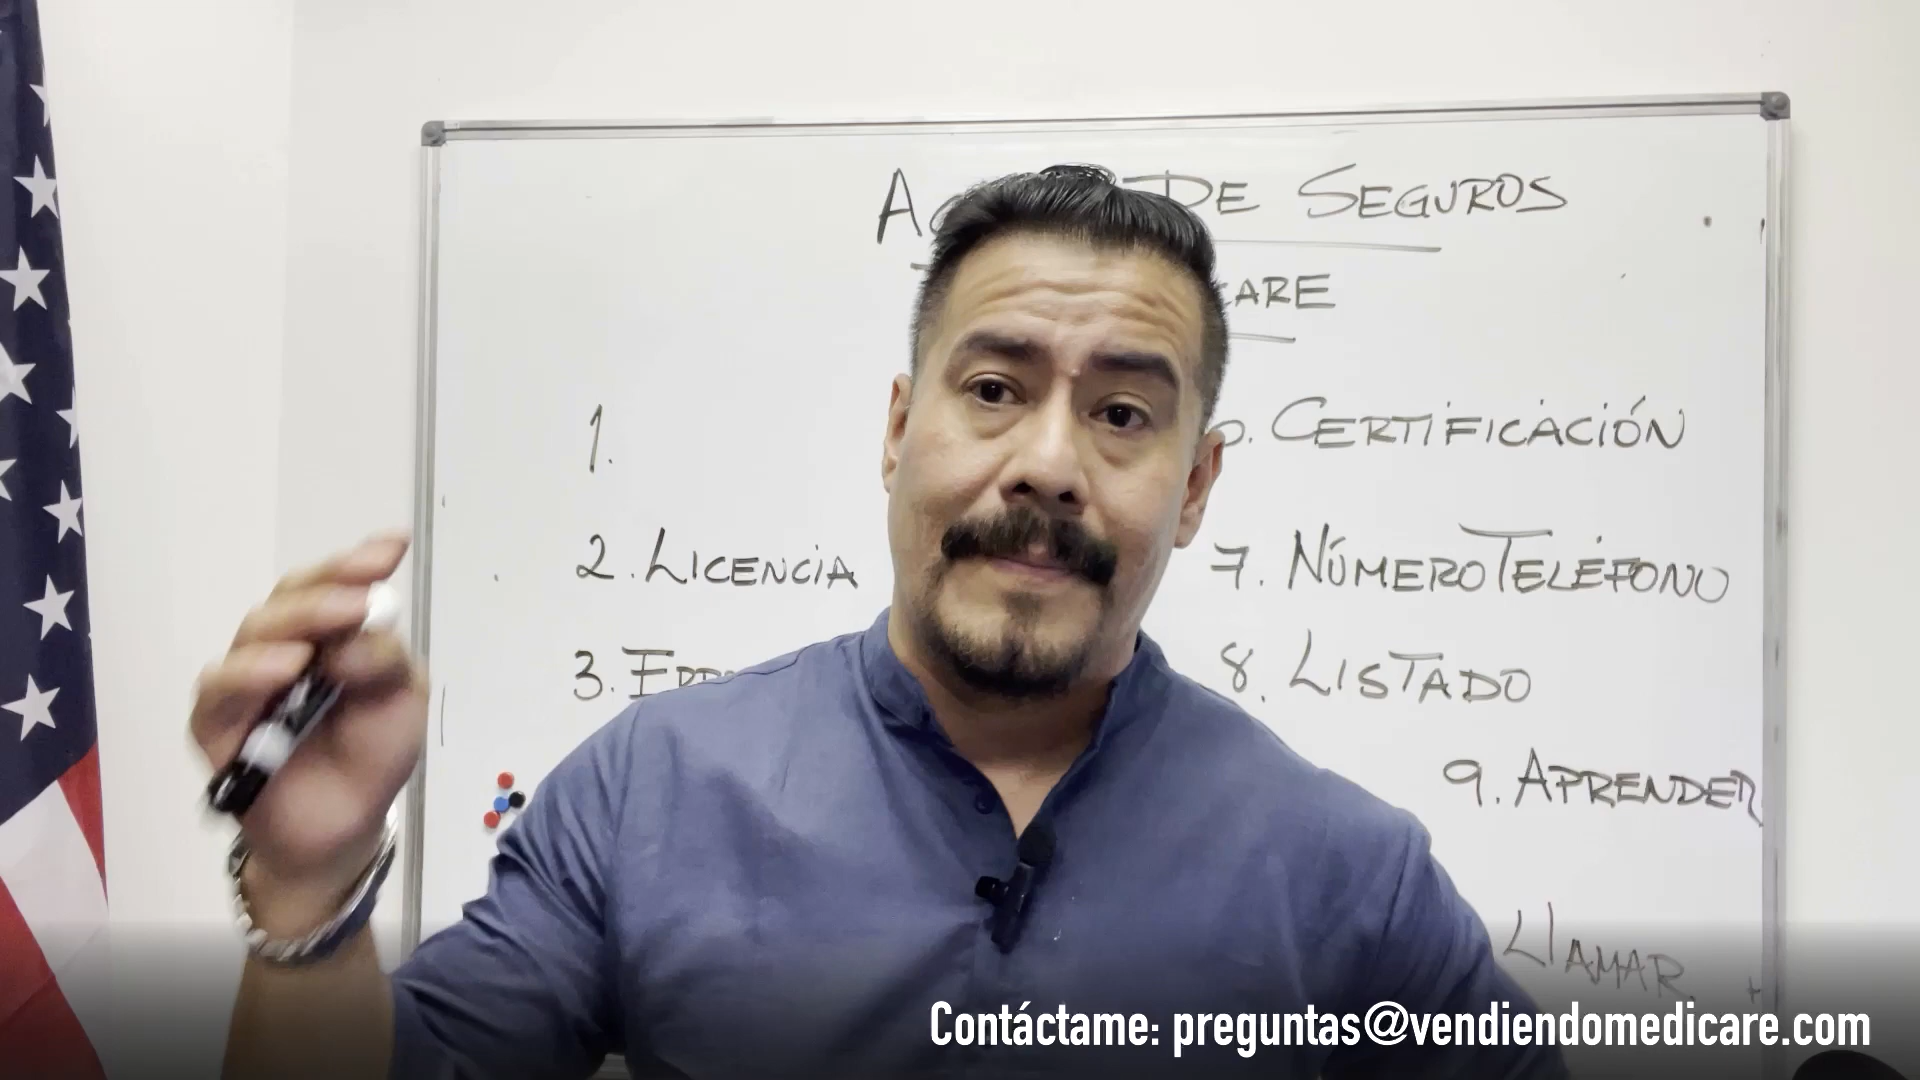 DE SEGUROS
1.
2. LICENCIA
3.
CERTIFICACIÓN
7. NÚMERO TELÉFONO
8. LISTADO
9. APRENDER
LLAMAR
Contáctame: preguntas@vendiendomedicare.com